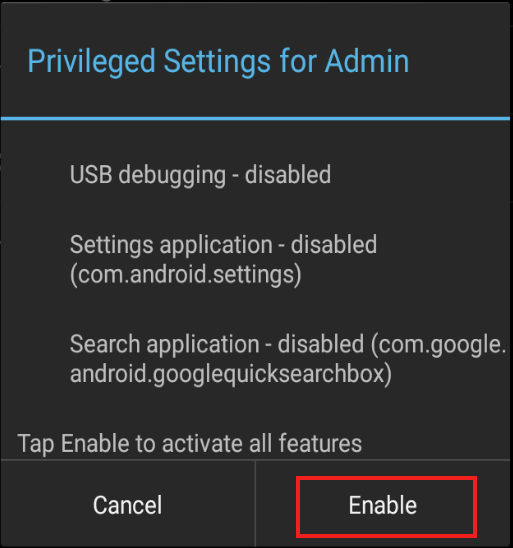 Privileged Settings for Admin
USB debugging - disabled
Settings application - disabled
(com.android.settings)
Search application - disabled (com.google.
android.googlequicksearchbox)
Tap Enable to activate all features
Cancel
Enable